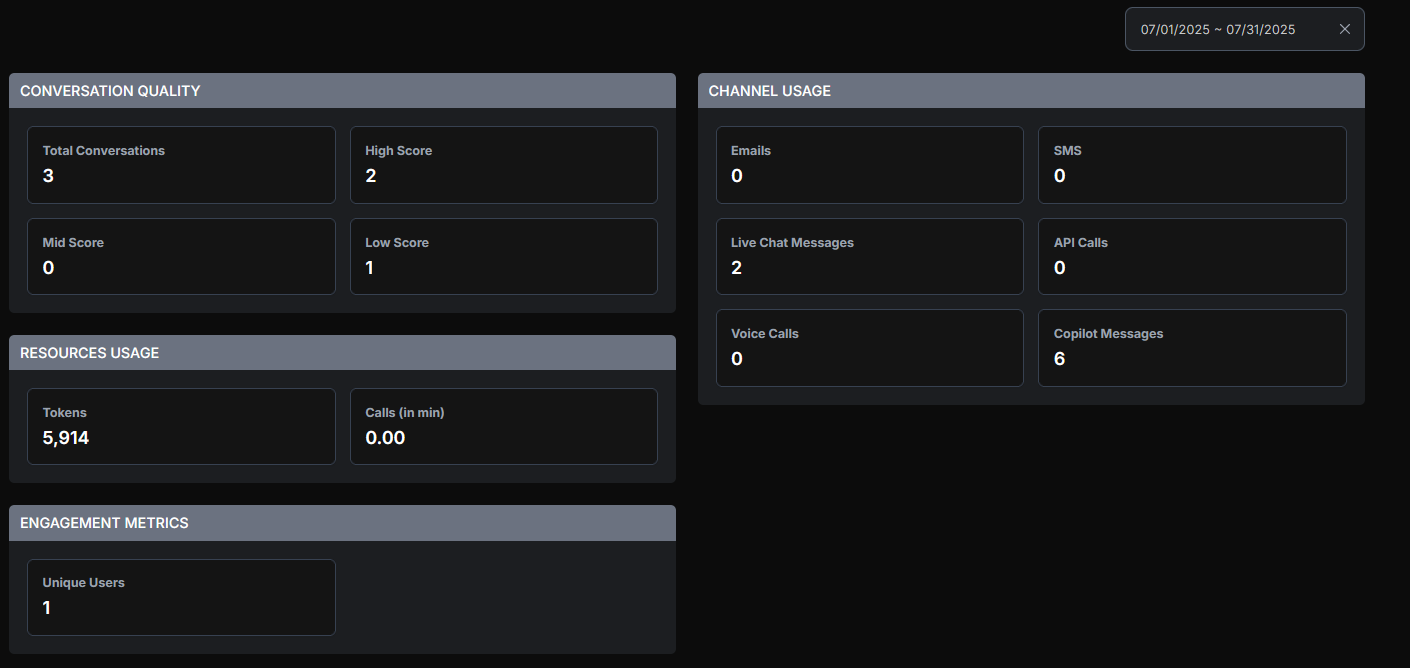 07/01/2025 ~ 07/31/2025
CONVERSATION QUALITY
Total Conversations
3
High Score
2
Mid Score
0
Low Score
1
RESOURCES USAGE
Tokens
5,914
Calls (in min)
0.00
ENGAGEMENT METRICS
Unique Users
1
CHANNEL USAGE
Emails
0
SMS
0
Live Chat Messages
2
API Calls
0
Voice Calls
0
Copilot Messages
6